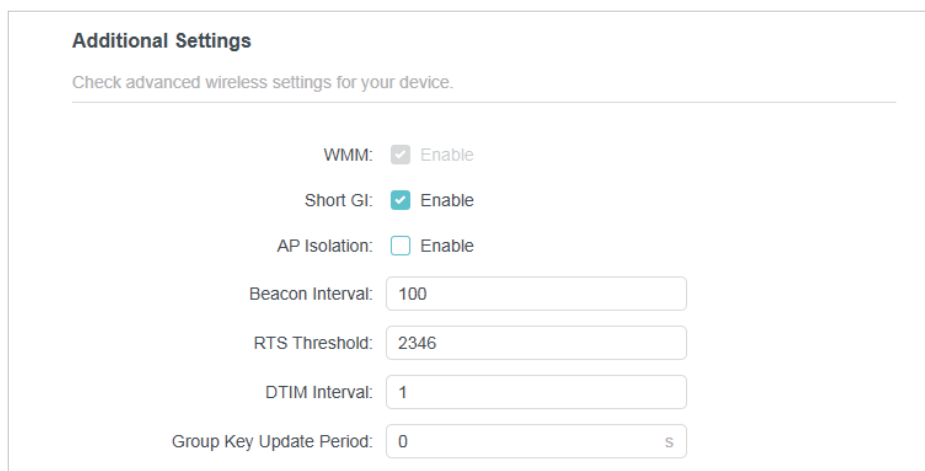 Additional Settings
Check advanced wireless settings for your device.
WMM: Enable
Short GI: Enable
AP Isolation: Enable
Beacon Interval: 100
RTS Threshold: 2346
DTIM Interval: 1
Group Key Update Period: 0 s